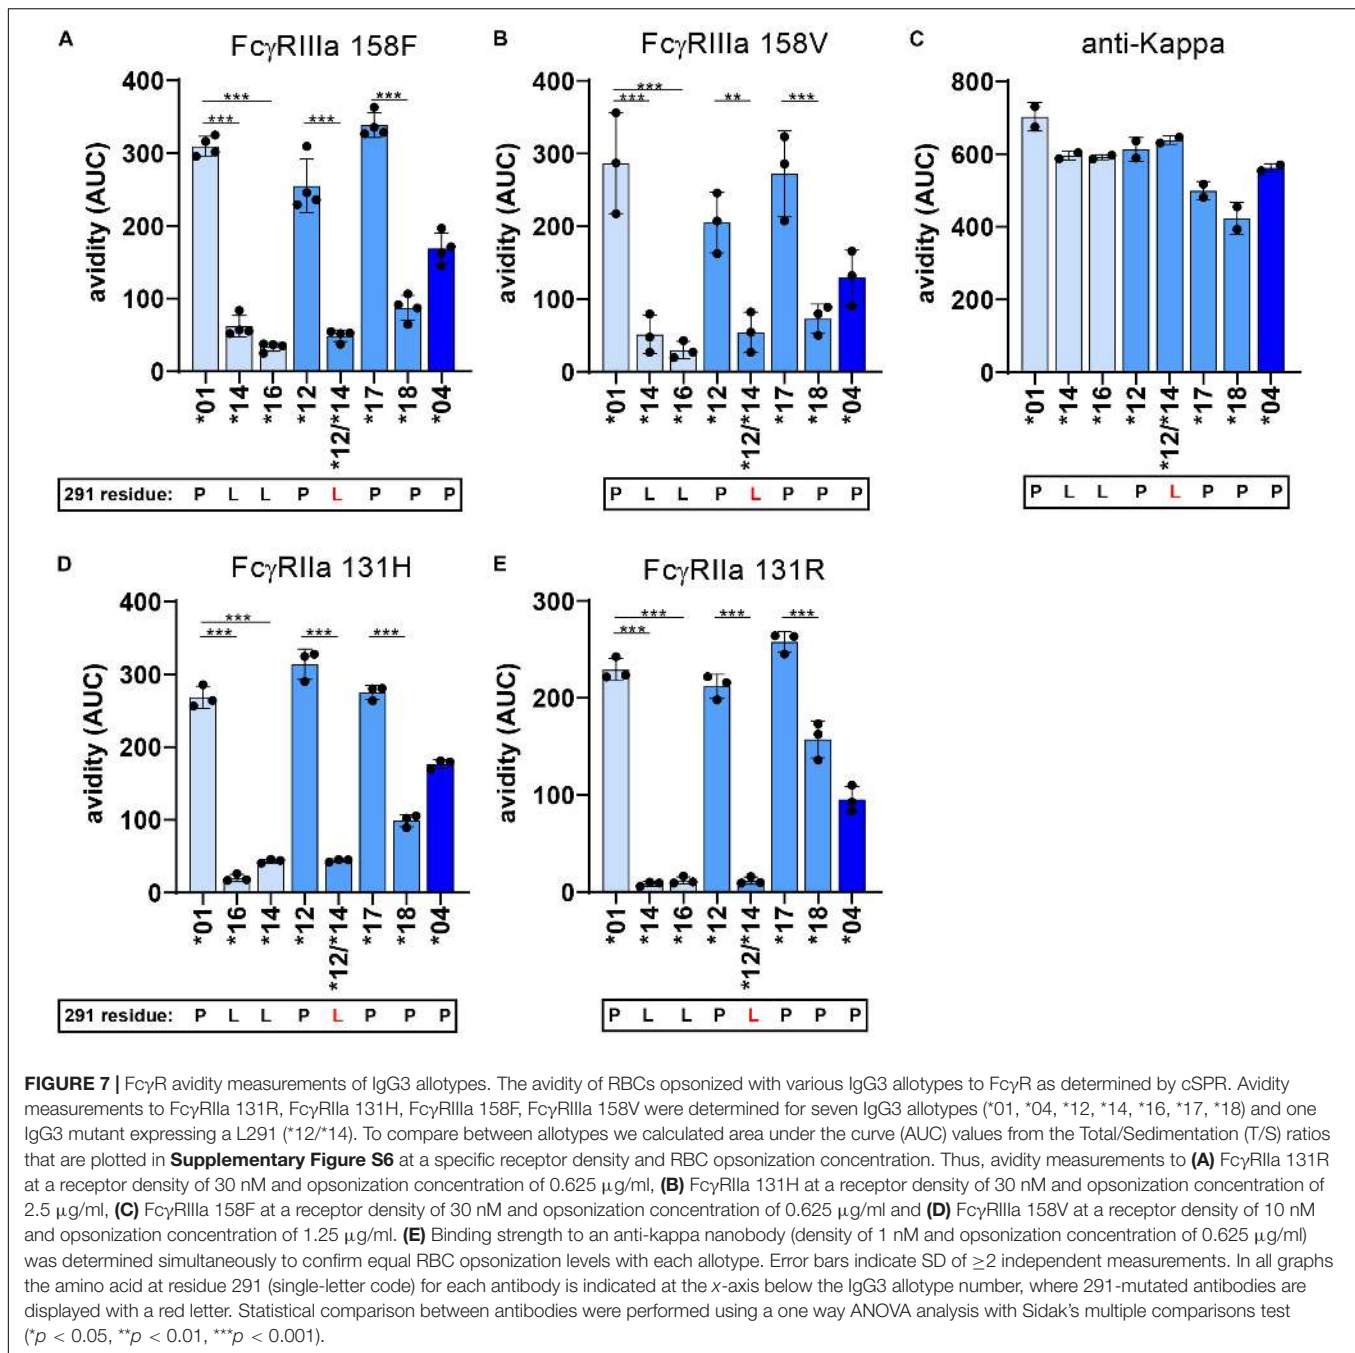 A FcγRIIIa 158F
B FcγRIIIa 158V
C anti-Kappa
avidity (AUC)
400
300
200
100
0
*** *** *** ***
*01 *14 *16 *12 *12/*14 *17 *18 *04
291 residue: P L L P L P P P
avidity (AUC)
400
300
200
100
0
*** *** ** ***
*01 *14 *16 *12 *12/*14 *17 *18 *04
P L L P L P P P
avidity (AUC)
800
600
400
200
0
*01 *14 *16 *12 *12/*14 *17 *18 *04
P L L P L P P P
D FcγRIIa 131H
E FcγRIIa 131R
avidity (AUC)
400
300
200
100
0
*** *** *** ***
*01 *16 *14 *12 *12/*14 *17 *18 *04
291 residue: P L L P L P P P
avidity (AUC)
300
200
100
0
*** *** *** ***
*01 *14 *16 *12 *12/*14 *17 *18 *04
P L L P L P P P
FIGURE 7 | FcγR avidity measurements of IgG3 allotypes. The avidity of RBCs opsonized with various IgG3 allotypes to FcγR as determined by cSPR. Avidity
measurements to FcγRIIa 131R, FcγRIIa 131H, FcγRIIIa 158F, FcγRIIIa 158V were determined for seven IgG3 allotypes (*01, *04, *12, *14, *16, *17, *18) and one
IgG3 mutant expressing a L291 (*12/*14). To compare between allotypes we calculated area under the curve (AUC) values from the Total/Sedimentation (T/S) ratios
that are plotted in Supplementary Figure S6 at a specific receptor density and RBC opsonization concentration. Thus, avidity measurements to (A) FcγRIIa 131R
at a receptor density of 30 nM and opsonization concentration of 0.625 μg/ml, (B) FcγRIIa 131H at a receptor density of 30 nM and opsonization concentration of
2.5 μg/ml, (C) FcγRIIIa 158F at a receptor density of 30 nM and opsonization concentration of 0.625 μg/ml and (D) FcγRIIIa 158V at a receptor density of 10 nM
and opsonization concentration of 1.25 μg/ml. (E) Binding strength to an anti-kappa nanobody (density of 1 nM and opsonization concentration of 0.625 μg/ml)
was determined simultaneously to confirm equal RBC opsonization levels with each allotype. Error bars indicate SD of ≥2 independent measurements. In all graphs
the amino acid at residue 291 (single-letter code) for each antibody is indicated at the x-axis below the IgG3 allotype number, where 291-mutated antibodies are
displayed with a red letter. Statistical comparison between antibodies were performed using a one way ANOVA analysis with Sidak's multiple comparisons test
(*p < 0.05, **p < 0.01, ***p < 0.001).